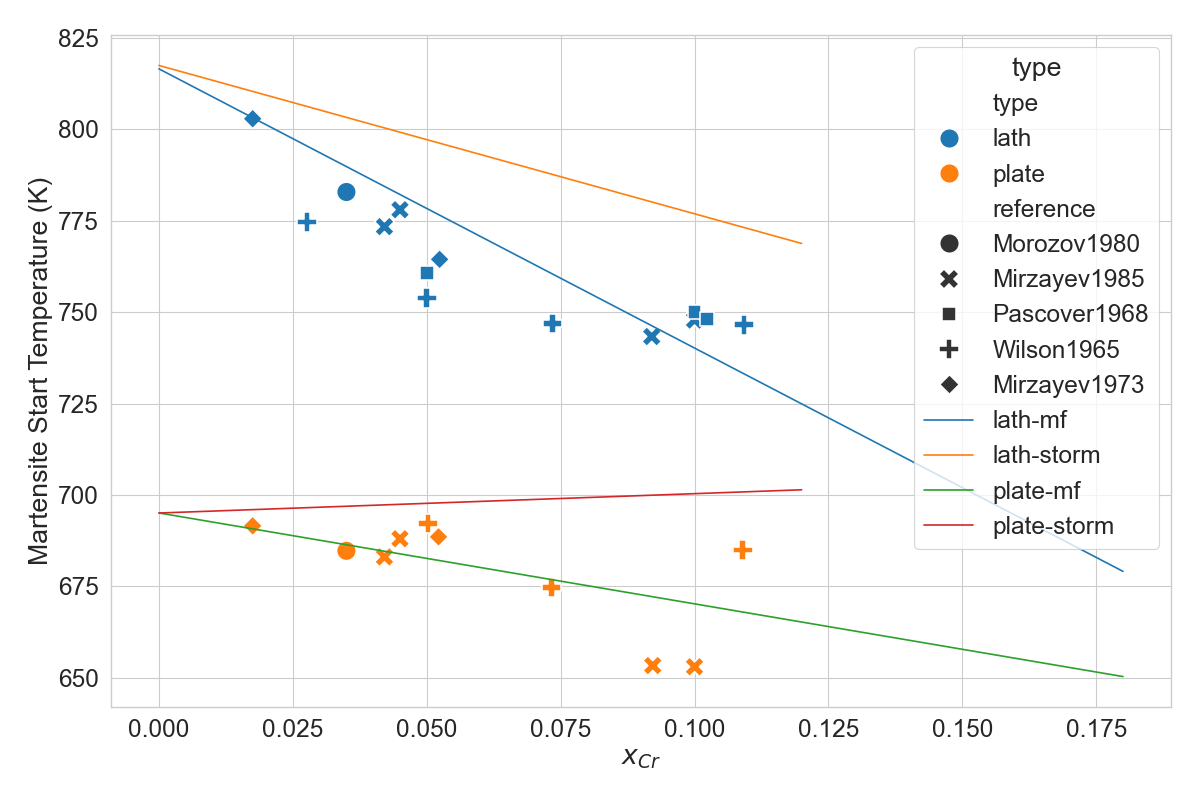 825
800
775
750
725
700
675
650
Martensite Start Temperature (K)
0.000 0.025 0.050 0.075 0.100 0.125 0.150 0.175
x_Cr
type
type
lath
plate
reference
Morozov1980
Mirzayev1985
Pascover1968
Wilson1965
Mirzayev1973
lath-mf
lath-storm
plate-mf
plate-storm